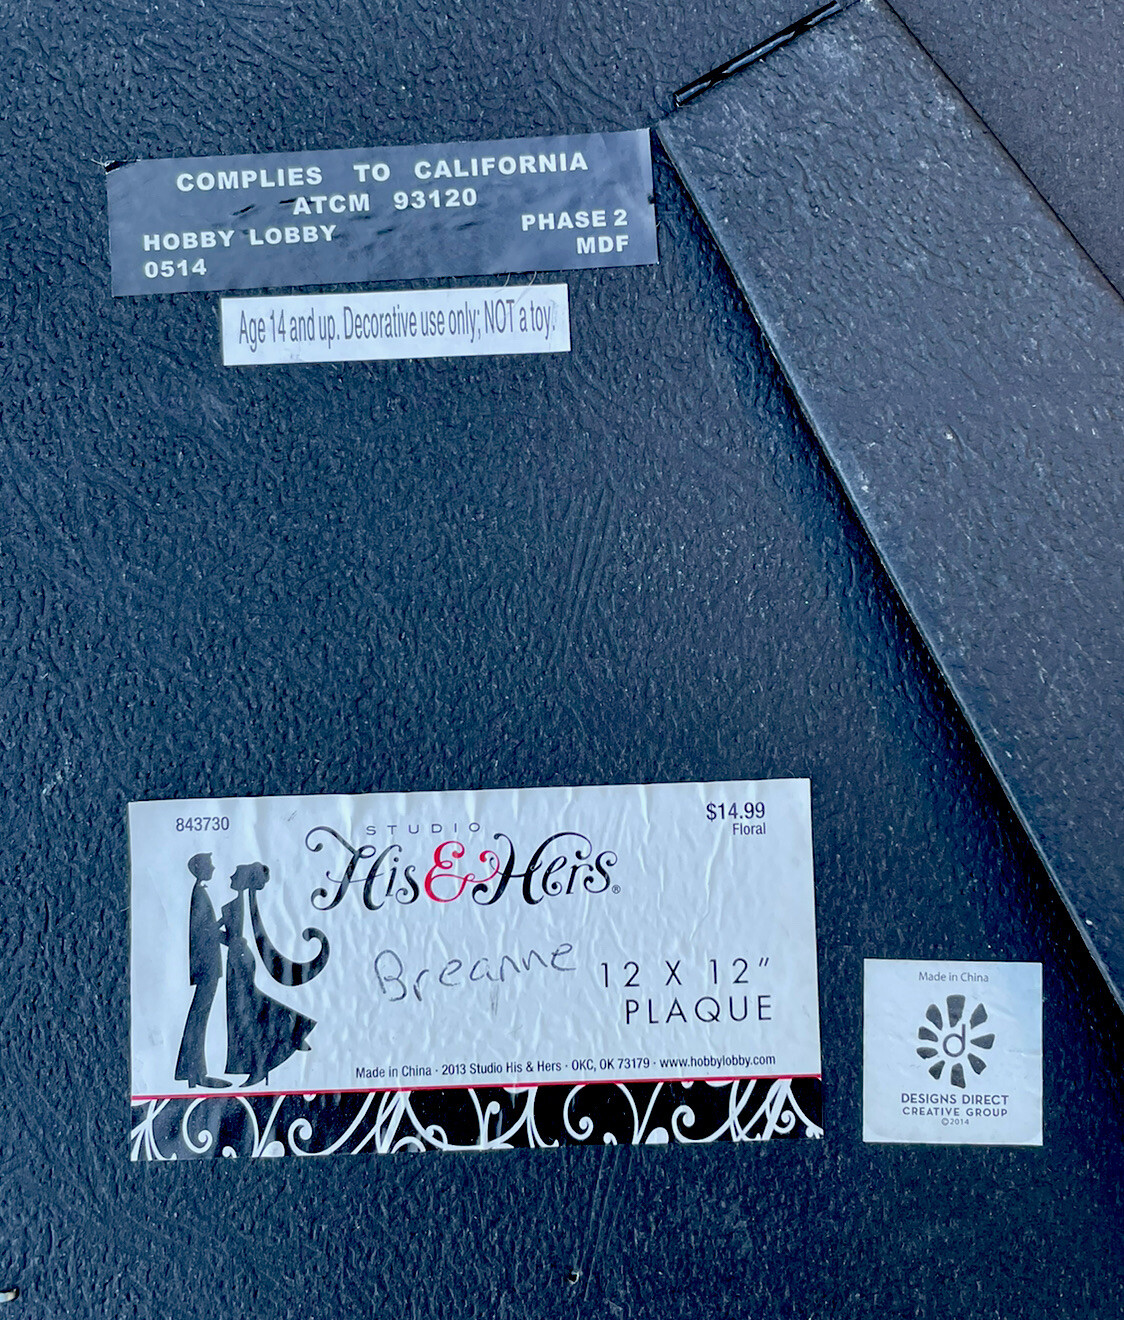 COMPLIES TO CALIFORNIA
ATCM 93120
HOBBY LOBBY
0514
PHASE 2
MDF
Age 14 and up. Decorative use only; NOT a toy.
843730
$14.99
Floral
STUDIO
His & Hers®
Breanne
12 X 12"
PLAQUE
Made in China · 2013 Studio His & Hers · OKC, OK 73179 · www.hobbylobby.com
Made in China
d
DESIGNS DIRECT
CREATIVE GROUP
©2014